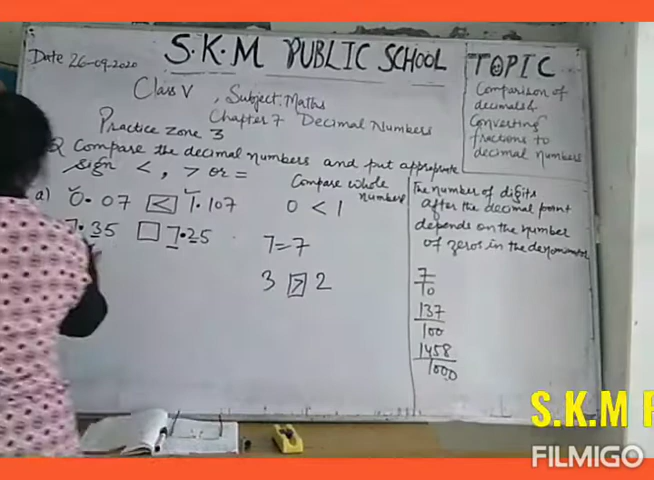 Date 26-09-2020
S.K.M PUBLIC SCHOOL
Class V, Subject: Maths
Chapter 7 Decimal Numbers
Practice Zone 3
Q Compare the decimal numbers and put appropriate
sign <, > or =
a) 0.07 [<] 1.107
7.35 □ 7.25
Compare whole
numbers
0 < 1
7 = 7
3 [>] 2
TOPIC
Comparison of
decimals &
Converting
fractions to
decimal numbers
The number of digits
after the decimal point
depends on the number
of zeros in the denominator
7/10
137/100
1458/1000
S.K.M P
FILMIGO